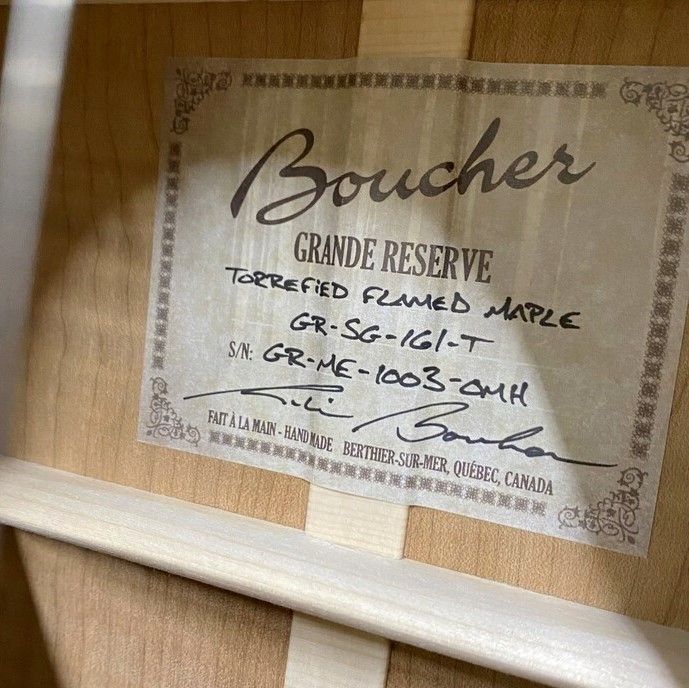 Boucher
GRANDE RESERVE
TORREFIED FLAMED MAPLE
GR-SG-161-T
S/N: GR-ME-1003-OMH
FAIT À LA MAIN - HAND MADE BERTHIER-SUR-MER, QUÉBEC, CANADA